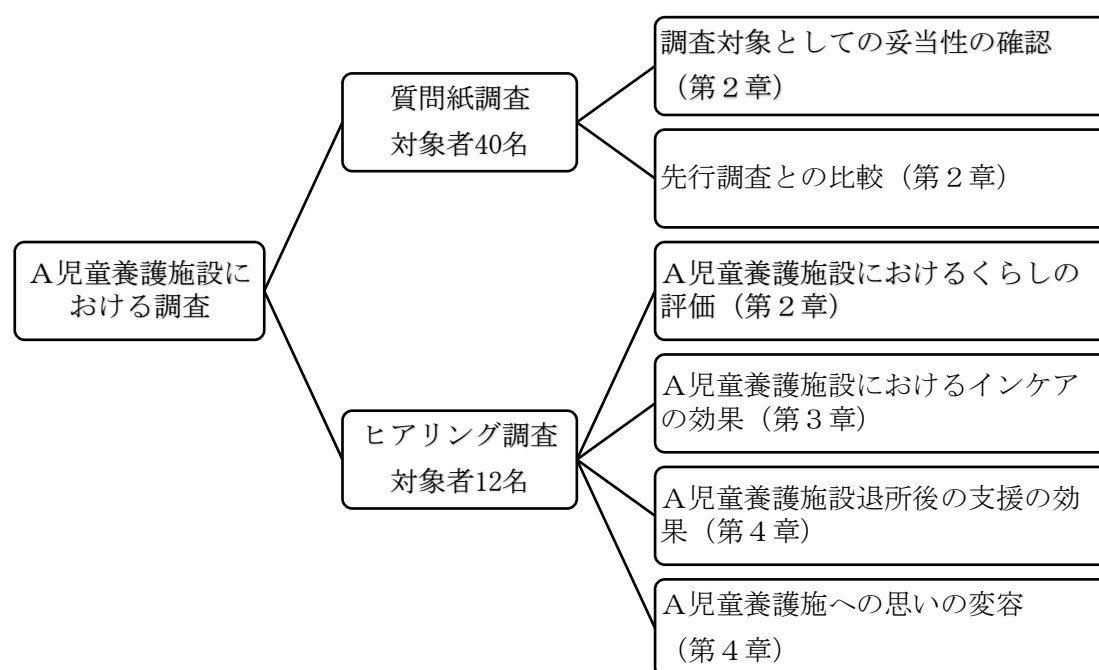 調査対象としての妥当性の確認
(第２章)
質問紙調査
対象者40名
先行調査との比較（第２章）
Ａ児童養護施設に
おける調査
Ａ児童養護施設におけるくらしの
評価（第２章）
Ａ児童養護施設におけるインケア
の効果（第３章）
ヒアリング調査
対象者12名
Ａ児童養護施設退所後の支援の効
果（第４章）
Ａ児童養護施への思いの変容
（第４章）